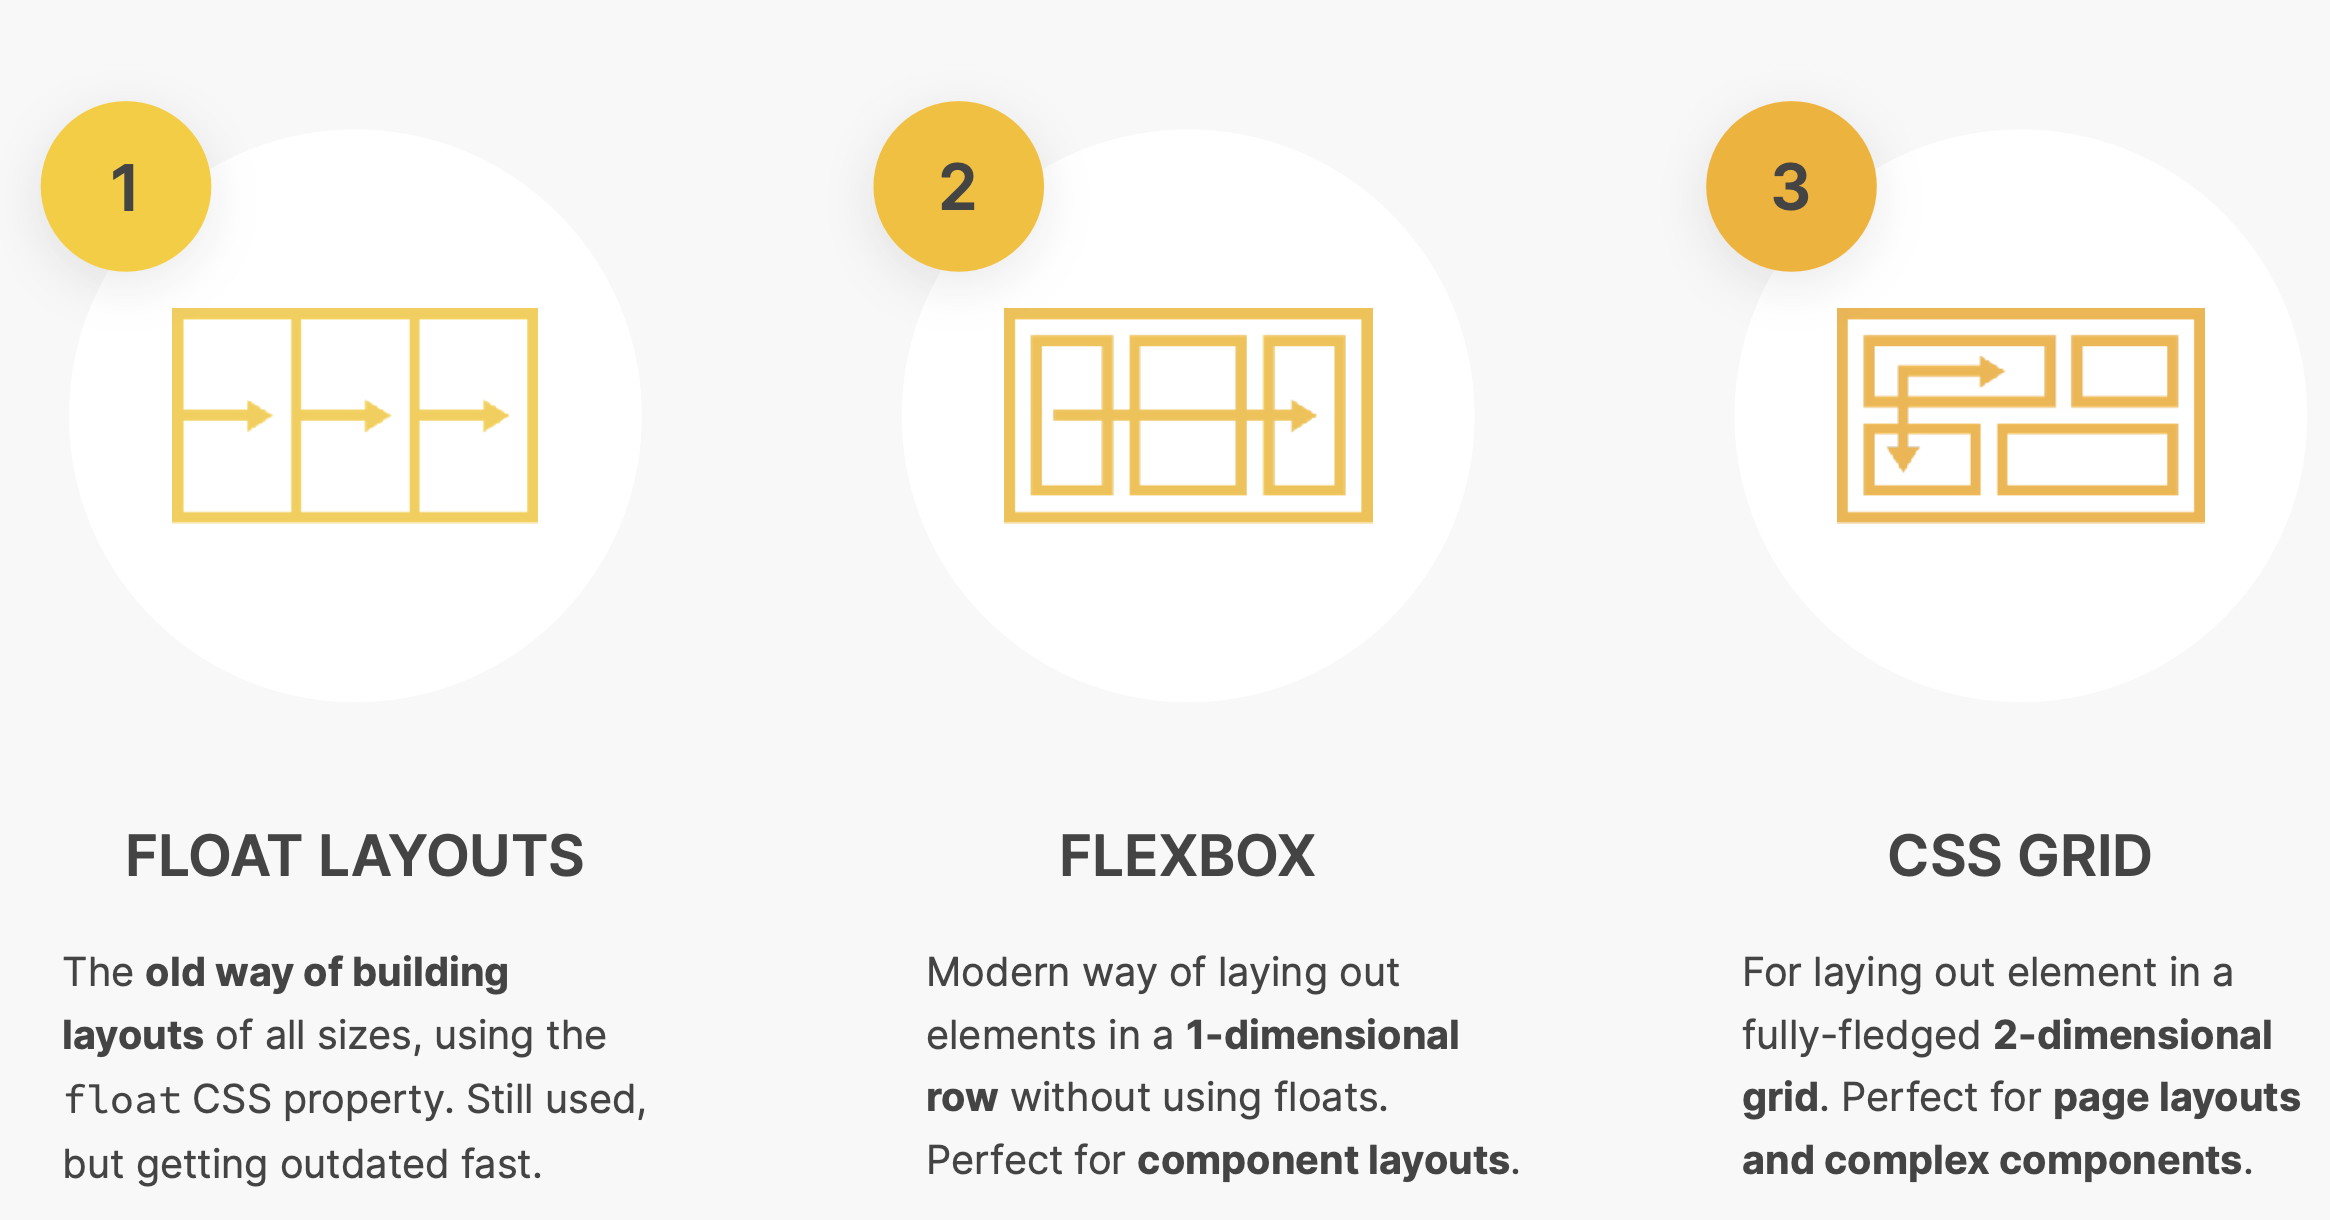 1
FLOAT LAYOUTS
The old way of building
layouts of all sizes, using the
float CSS property. Still used,
but getting outdated fast.
2
FLEXBOX
Modern way of laying out
elements in a 1-dimensional
row without using floats.
Perfect for component layouts.
3
CSS GRID
For laying out element in a
fully-fledged 2-dimensional
grid. Perfect for page layouts
and complex components.